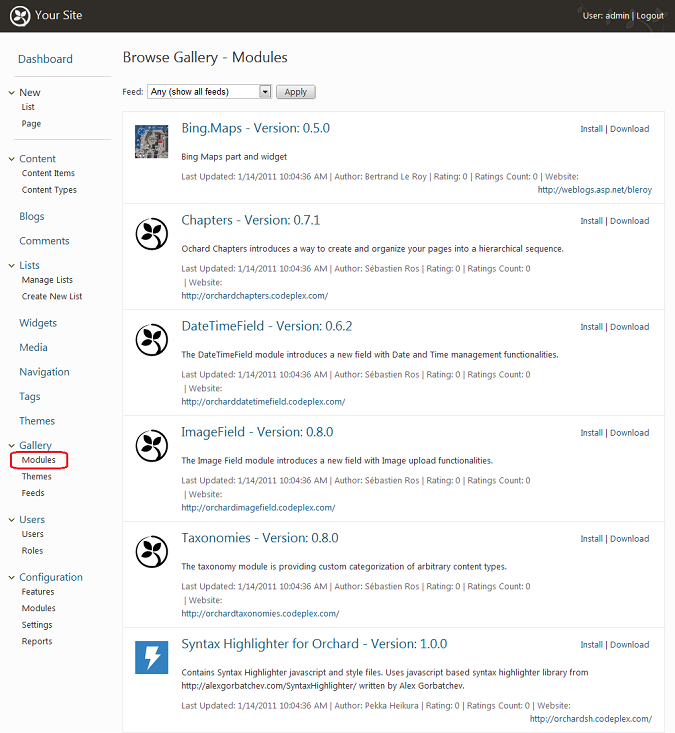 Your Site
User: admin | Logout
Dashboard
New
List
Page
Content
Content Items
Content Types
Blogs
Comments
Lists
Manage Lists
Create New List
Widgets
Media
Navigation
Tags
Themes
Gallery
Modules
Themes
Feeds
Users
Users
Roles
Configuration
Features
Modules
Settings
Reports
Browse Gallery - Modules
Feed: Any (show all feeds) Apply
Bing.Maps - Version: 0.5.0 Install | Download
Bing Maps part and widget
Last Updated: 1/14/2011 10:04:36 AM | Author: Bertrand Le Roy | Rating: 0 | Ratings Count: 0 | Website:
http://weblogs.asp.net/bleroy
Chapters - Version: 0.7.1 Install | Download
Ochard Chapters introduces a way to create and organize your pages into a hierarchical sequence.
Last Updated: 1/14/2011 10:04:36 AM | Author: Sébastien Ros | Rating: 0 | Ratings Count: 0
| Website:
http://orchardchapters.codeplex.com/
DateTimeField - Version: 0.6.2 Install | Download
The DateTimeField module introduces a new field with Date and Time management functionalities.
Last Updated: 1/14/2011 10:04:36 AM | Author: Sébastien Ros | Rating: 0 | Ratings Count: 0
| Website:
http://orcharddatetimefield.codeplex.com/
ImageField - Version: 0.8.0 Install | Download
The Image Field module introduces a new field with Image upload functionalities.
Last Updated: 1/14/2011 10:04:36 AM | Author: Sébastien Ros | Rating: 0 | Ratings Count: 0
| Website:
http://orchardimagefield.codeplex.com/
Taxonomies - Version: 0.8.0 Install | Download
The taxonomy module is providing custom categorization of arbitrary content types.
Last Updated: 1/14/2011 10:04:36 AM | Author: Sébastien Ros | Rating: 0 | Ratings Count: 0
| Website:
http://orchardtaxonomies.codeplex.com/
Syntax Highlighter for Orchard - Version: 1.0.0 Install | Download
Contains Syntax Highlighter javascript and style files. Uses javascript based syntax highlighter library from
http://alexgorbatchev.com/SyntaxHighlighter/ written by Alex Gorbatchev.
Last Updated: 1/14/2011 10:04:36 AM | Author: Pekka Heikura | Rating: 0 | Ratings Count: 0 | Website:
http://orchardsh.codeplex.com/